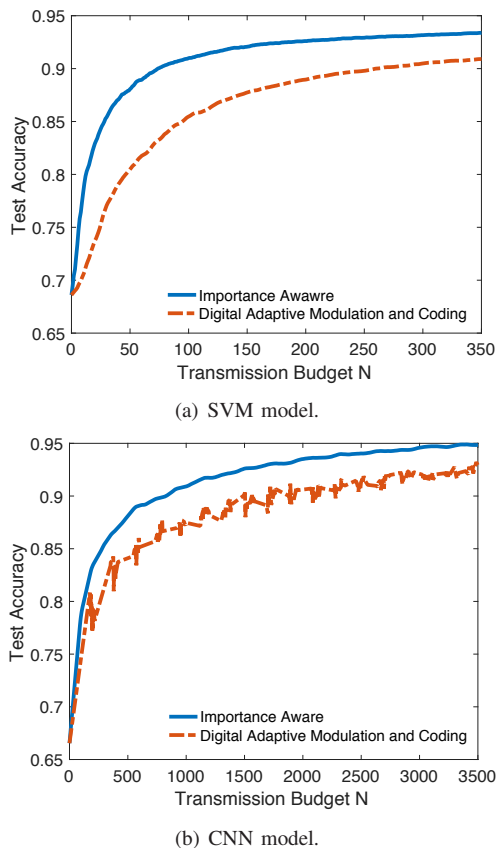 0.95
0.9
0.85
0.8
0.75
0.7
0.65
Test Accuracy
Importance Awawre
Digital Adaptive Modulation and Coding
0 50 100 150 200 250 300 350
Transmission Budget N
(a) SVM model.
0.95
0.9
0.85
0.8
0.75
0.7
0.65
Test Accuracy
Importance Aware
Digital Adaptive Modulation and Coding
0 500 1000 1500 2000 2500 3000 3500
Transmission Budget N
(b) CNN model.